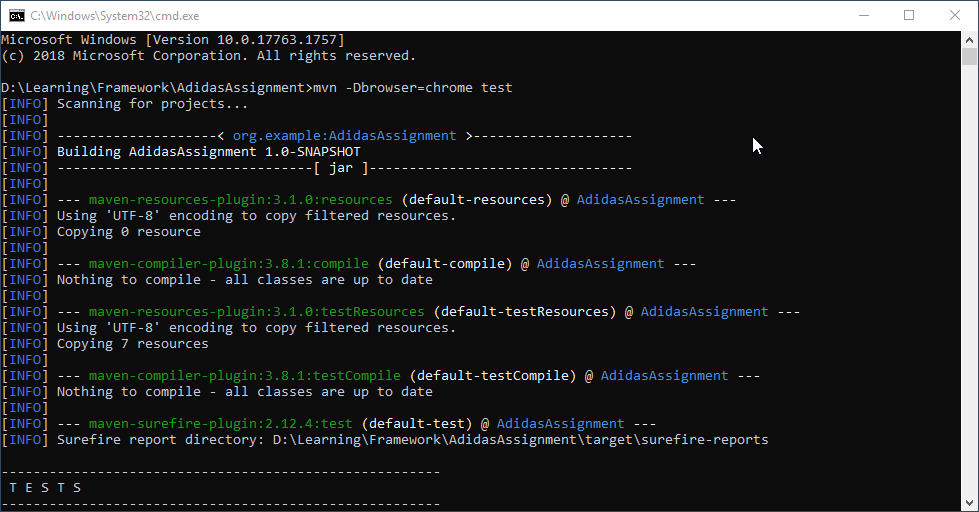 C:\Windows\System32\cmd.exe
Microsoft Windows [Version 10.0.17763.1757]
(c) 2018 Microsoft Corporation. All rights reserved.
D:\Learning\Framework\AdidasAssignment>mvn -Dbrowser=chrome test
[INFO] Scanning for projects...
[INFO]
[INFO] --------------------< org.example:AdidasAssignment >--------------------
[INFO] Building AdidasAssignment 1.0-SNAPSHOT
[INFO] --------------------------------[ jar ]---------------------------------
[INFO]
[INFO] --- maven-resources-plugin:3.1.0:resources (default-resources) @ AdidasAssignment ---
[INFO] Using 'UTF-8' encoding to copy filtered resources.
[INFO] Copying 0 resource
[INFO]
[INFO] --- maven-compiler-plugin:3.8.1:compile (default-compile) @ AdidasAssignment ---
[INFO] Nothing to compile - all classes are up to date
[INFO]
[INFO] --- maven-resources-plugin:3.1.0:testResources (default-testResources) @ AdidasAssignment ---
[INFO] Using 'UTF-8' encoding to copy filtered resources.
[INFO] Copying 7 resources
[INFO]
[INFO] --- maven-compiler-plugin:3.8.1:testCompile (default-testCompile) @ AdidasAssignment ---
[INFO] Nothing to compile - all classes are up to date
[INFO]
[INFO] --- maven-surefire-plugin:2.12.4:test (default-test) @ AdidasAssignment ---
[INFO] Surefire report directory: D:\Learning\Framework\AdidasAssignment\target\surefire-reports
-------------------------------------------------------
T E S T S
-------------------------------------------------------